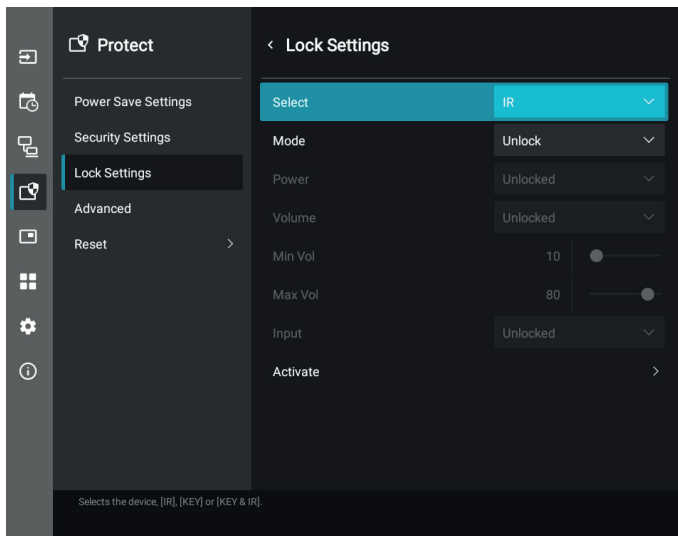 Protect
Power Save Settings
Security Settings
Lock Settings
Advanced
Reset
Lock Settings
Select IR
Mode Unlock
Power Unlocked
Volume Unlocked
Min Vol 10
Max Vol 80
Input Unlocked
Activate
Selects the device, [IR], [KEY] or [KEY & IR].